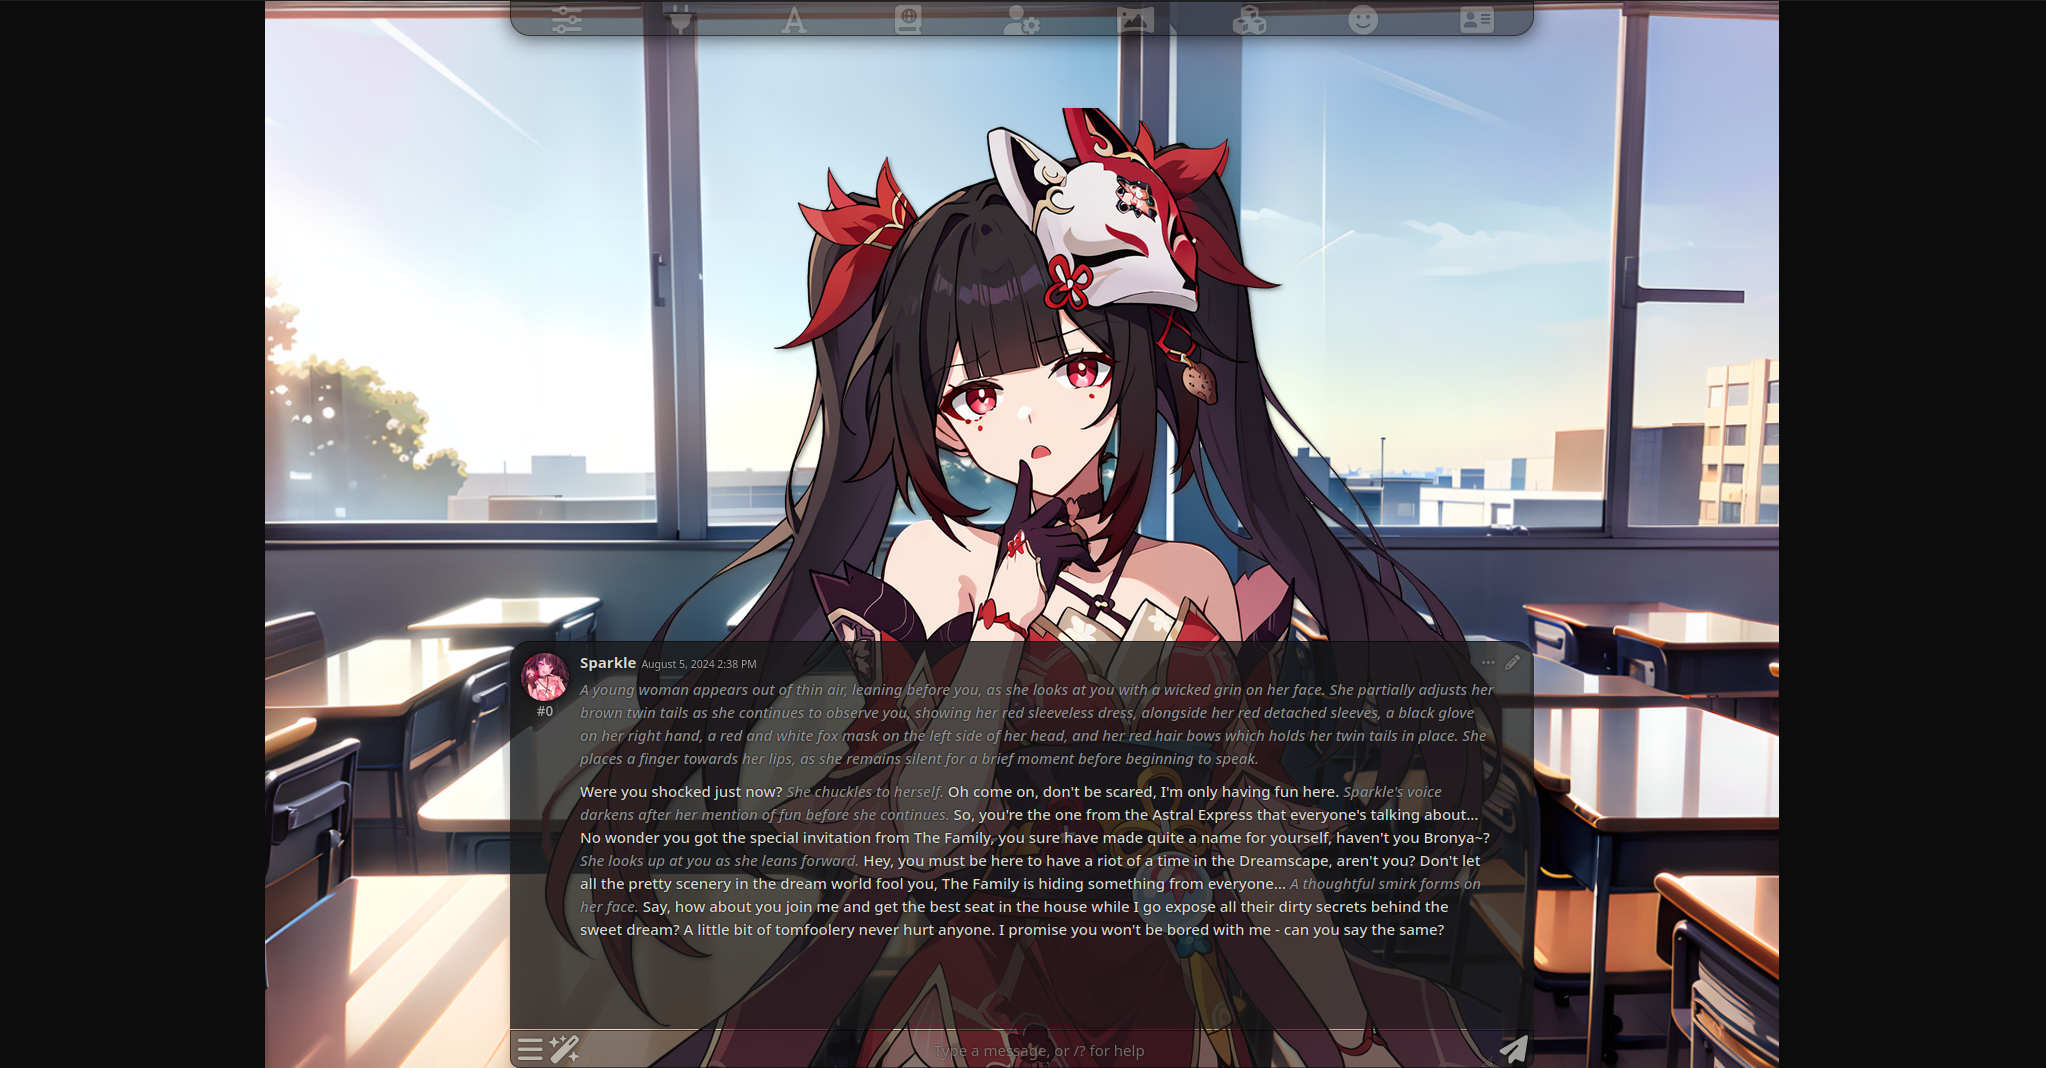 Sparkle August 5, 2024 2:38 PM
#0
A young woman appears out of thin air, leaning before you, as she looks at you with a wicked grin on her face. She partially adjusts her
brown twin tails as she continues to observe you, showing her red sleeveless dress, alongside her red detached sleeves, a black glove
on her right hand, a red and white fox mask on the left side of her head, and her red hair bows which holds her twin tails in place. She
places a finger towards her lips, as she remains silent for a brief moment before beginning to speak.
Were you shocked just now? She chuckles to herself. Oh come on, don't be scared, I'm only having fun here. Sparkle's voice
darkens after her mention of fun before she continues. So, you're the one from the Astral Express that everyone's talking about...
No wonder you got the special invitation from The Family, you sure have made quite a name for yourself, haven't you Bronya~?
She looks up at you as she leans forward. Hey, you must be here to have a riot of a time in the Dreamscape, aren't you? Don't let
all the pretty scenery in the dream world fool you, The Family is hiding something from everyone... A thoughtful smirk forms on
her face. Say, how about you join me and get the best seat in the house while I go expose all their dirty secrets behind the
sweet dream? A little bit of tomfoolery never hurt anyone. I promise you won't be bored with me - can you say the same?
Type a message, or /? for help